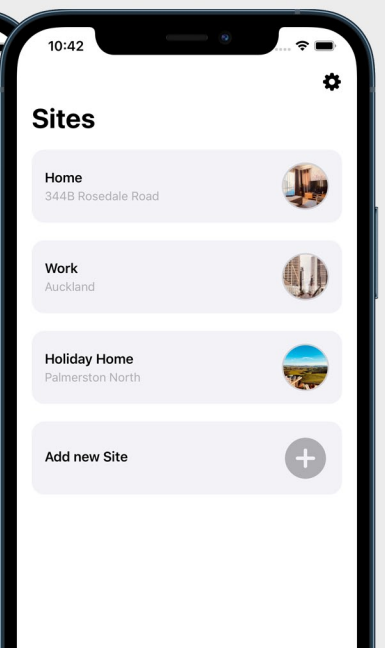 10:42
Sites
Home
344B Rosedale Road
Work
Auckland
Holiday Home
Palmerston North
Add new Site